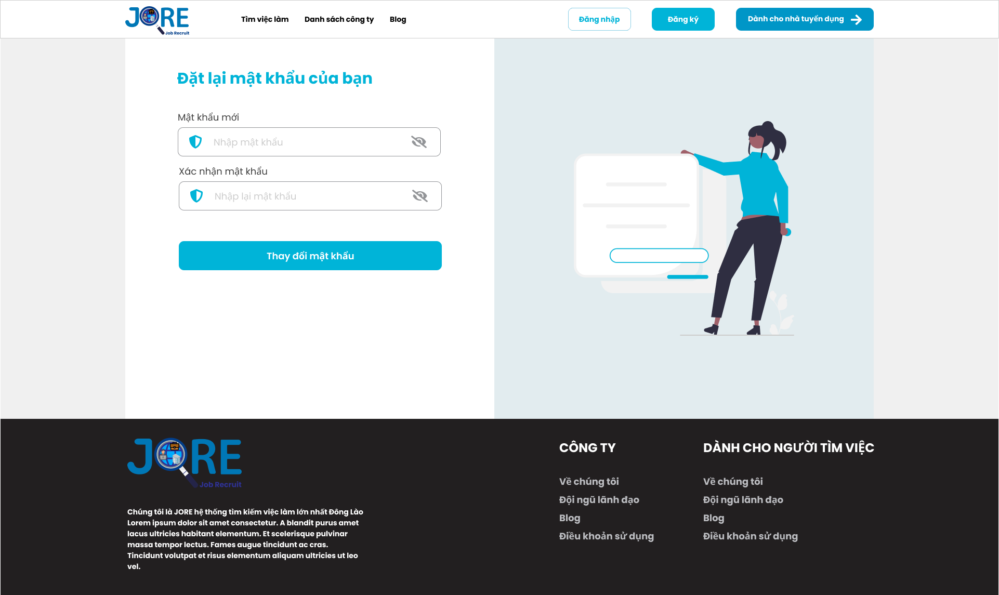 JORE
Job Recruit
Tìm việc làm
Danh sách công ty
Blog
Đăng nhập
Đăng ký
Dành cho nhà tuyển dụng
Đặt lại mật khẩu của bạn
Mật khẩu mới
Nhập mật khẩu
Xác nhận mật khẩu
Nhập lại mật khẩu
Thay đổi mật khẩu
JORE
Job Recruit
Chúng tôi là JORE hệ thống tìm kiếm việc làm lớn nhất Đông Lào
Lorem ipsum dolor sit amet consectetur. A blandit purus amet
lacus ultricies habitant elementum. Et scelerisque pulvinar
massa tempor lectus. Fames augue tincidunt ac cras.
Tincidunt volutpat et risus elementum aliquam ultricies ut leo
vel.
CÔNG TY
Về chúng tôi
Đội ngũ lãnh đạo
Blog
Điều khoản sử dụng
DÀNH CHO NGƯỜI TÌM VIỆC
Về chúng tôi
Đội ngũ lãnh đạo
Blog
Điều khoản sử dụng